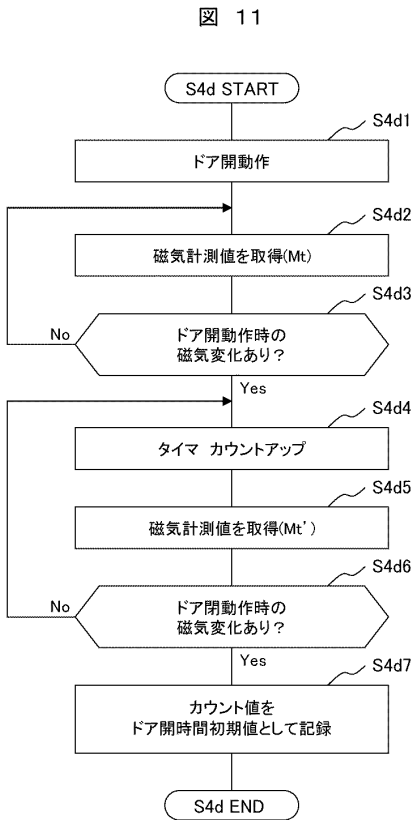 図 11
S4d START
S4d1
ドア開動作
S4d2
磁気計測値を取得(Mt)
S4d3
ドア開動作時の
磁気変化あり？
No
Yes
S4d4
タイマ カウントアップ
S4d5
磁気計測値を取得(Mt')
S4d6
ドア閉動作時の
磁気変化あり？
No
Yes
S4d7
カウント値を
ドア開時間初期値として記録
S4d END